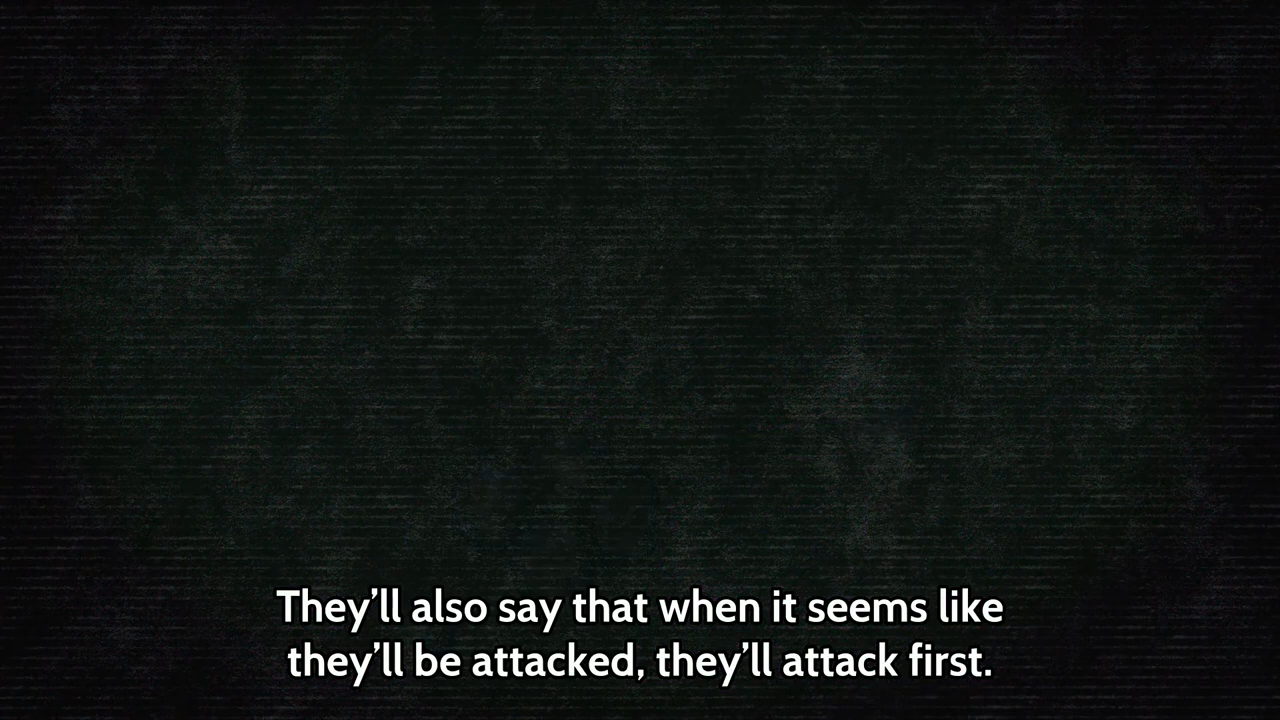 They’ll also say that when it seems like
they’ll be attacked, they’ll attack first.